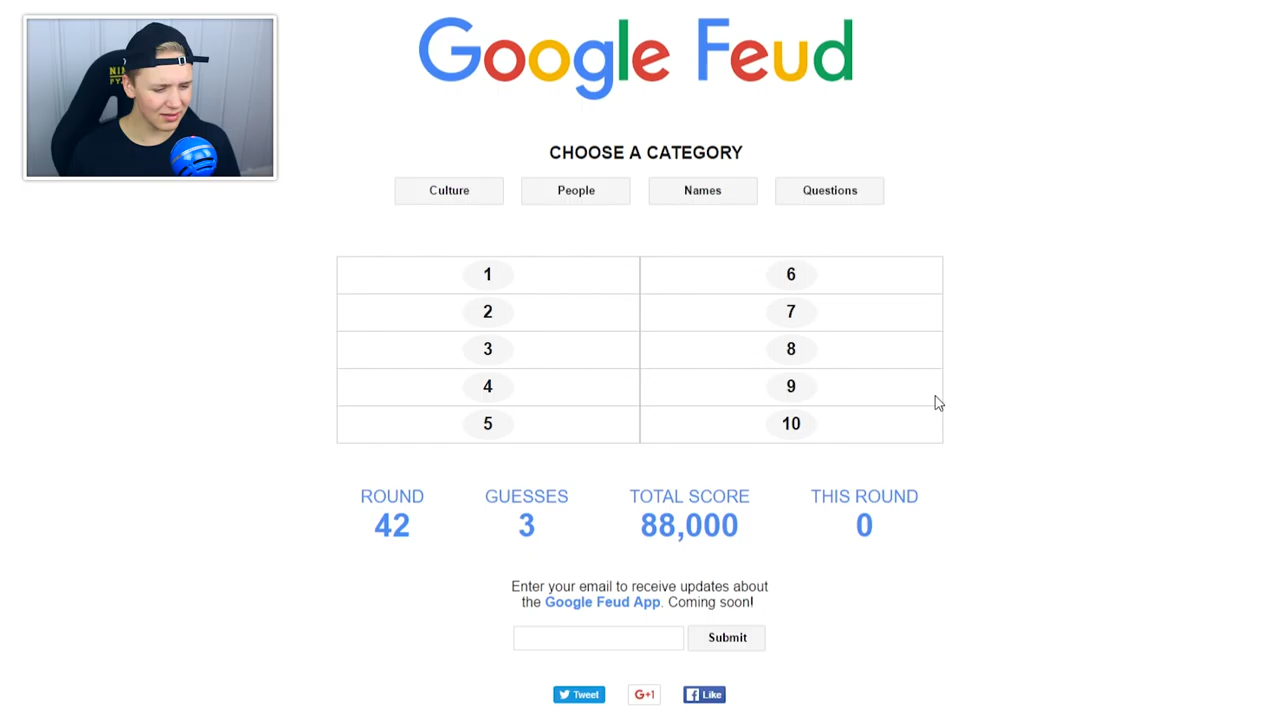 Google Feud
CHOOSE A CATEGORY
Culture People Names Questions
1 6
2 7
3 8
4 9
5 10
ROUND GUESSES TOTAL SCORE THIS ROUND
42 3 88,000 0
Enter your email to receive updates about
the Google Feud App. Coming soon!
Submit
Tweet G+1 Like